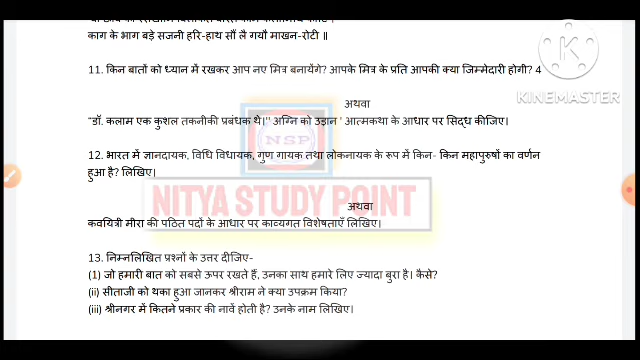 काग के भाग बड़े सजनी हरि-हाथ सौं लै गयौ माखन-रोटी ॥
11. किन बातों को ध्यान में रखकर आप नए मित्र बनायेंगे? आपके मित्र के प्रति आपकी क्या जिम्मेदारी होगी? 4
अथवा
"डॉ. कलाम एक कुशल तकनीकी प्रबंधक थे।" अग्नि को उड़ान ' आत्मकथा के आधार पर सिद्ध कीजिए।
12. भारत में ज्ञानदायक, विधि विधायक, गुण गायक तथा लोकनायक के रूप में किन- किन महापुरुषों का वर्णन
हुआ है? लिखिए।
अथवा
कवयित्री मीरा की पठित पदों के आधार पर काव्यगत विशेषताएँ लिखिए।
13. निम्नलिखित प्रश्नों के उत्तर दीजिए-
(1) जो हमारी बात को सबसे ऊपर रखते हैं, उनका साथ हमारे लिए ज्यादा बुरा है। कैसे?
(ii) सीताजी को थका हुआ जानकर श्रीराम ने क्या उपक्रम किया?
(iii) श्रीनगर में कितने प्रकार की नावें होती है? उनके नाम लिखिए।
NSP
NITYA STUDY POINT
K
KINEMASTER